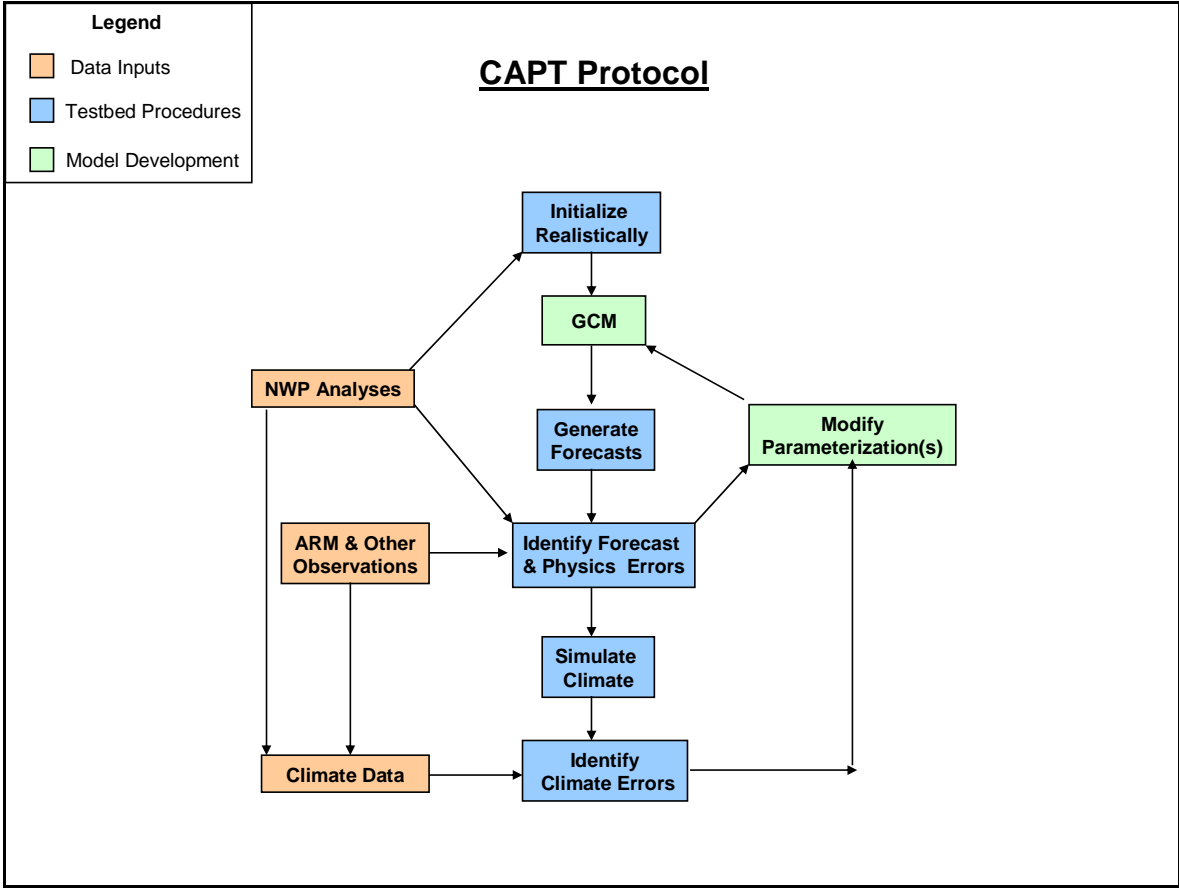 Legend
Data Inputs
Testbed Procedures
Model Development
CAPT Protocol
Initialize
Realistically
GCM
NWP Analyses
Generate
Forecasts
Modify
Parameterization(s)
ARM & Other
Observations
Identify Forecast
& Physics Errors
Simulate
Climate
Climate Data
Identify
Climate Errors